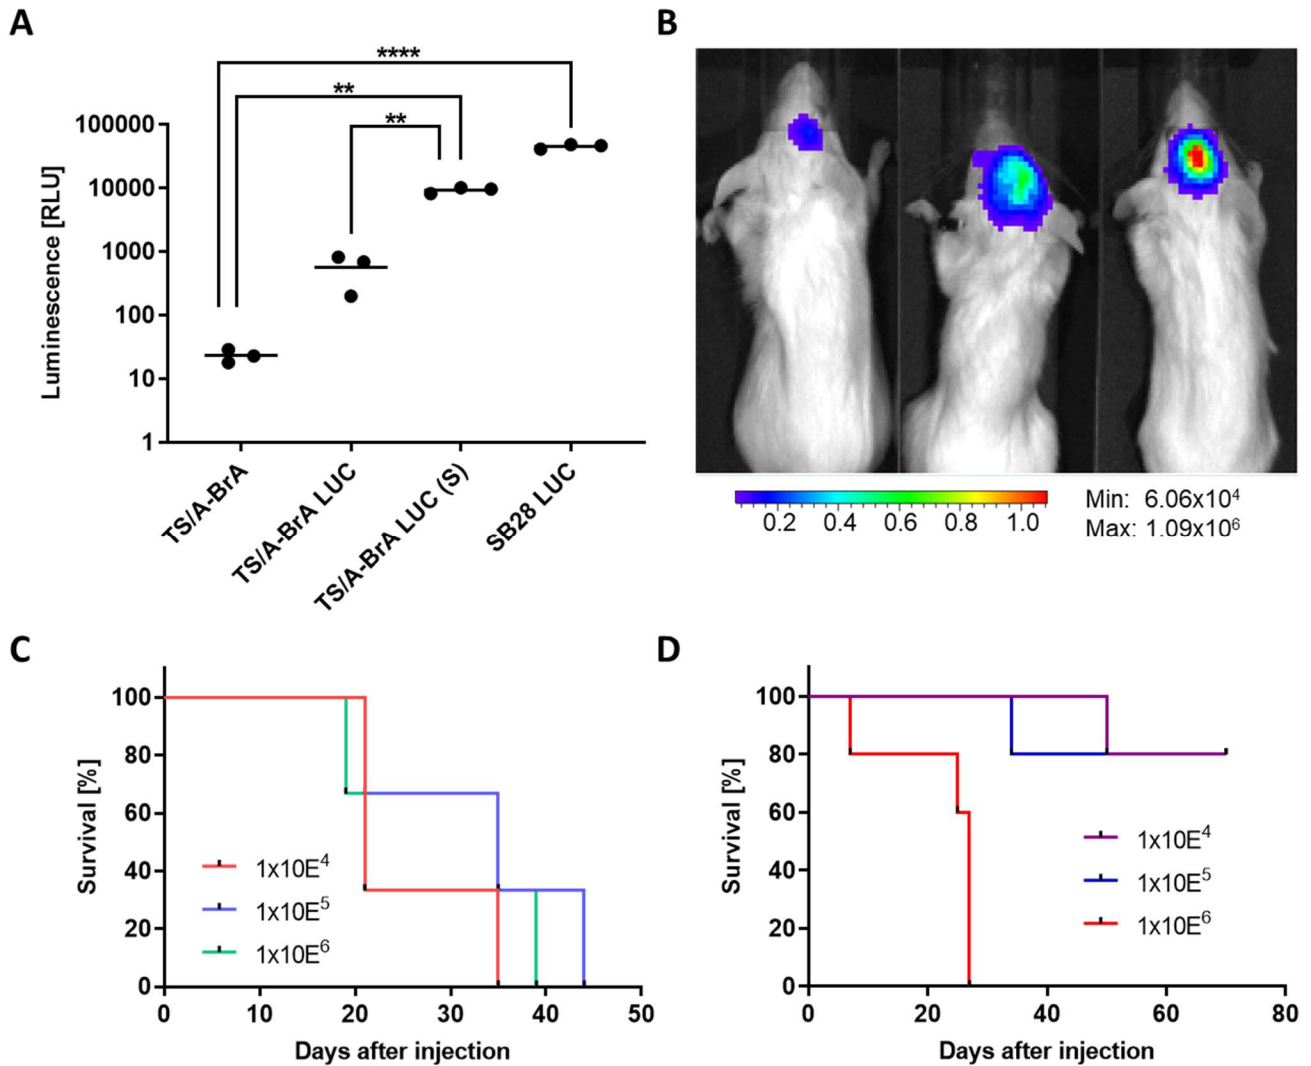 A
B
****
**
**
Luminescence [RLU]
100000
10000
1000
100
10
1
TS/A-BrA
TS/A-BrA LUC
TS/A-BrA LUC (S)
SB28 LUC
0.2 0.4 0.6 0.8 1.0
Min: 6.06x10⁴
Max: 1.09x10⁶
C
Survival [%]
100
80
60
40
20
0
1x10E⁴
1x10E⁵
1x10E⁶
0 10 20 30 40 50
Days after injection
D
Survival [%]
100
80
60
40
20
0
1x10E⁴
1x10E⁵
1x10E⁶
0 20 40 60 80
Days after injection